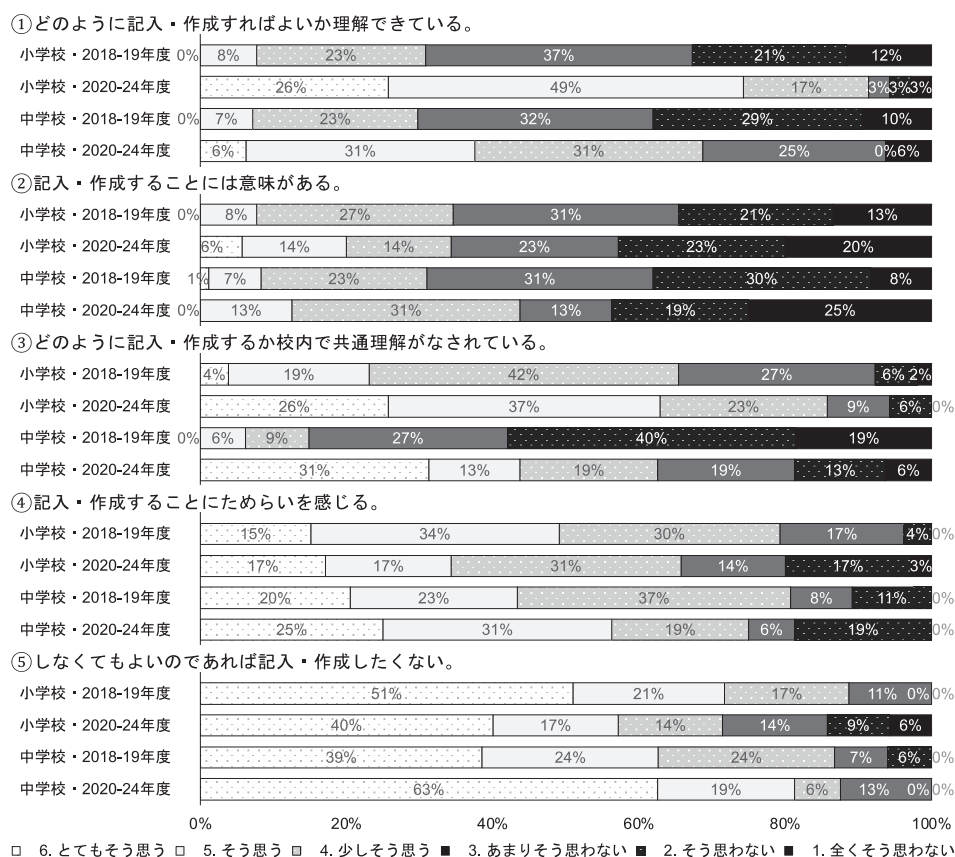 ①どのように記入・作成すればよいか理解できている。
小学校・2018-19年度 0% 8% 23% 37% 21% 12%
小学校・2020-24年度 26% 49% 17% 3% 3% 3%
中学校・2018-19年度 0% 7% 23% 32% 29% 10%
中学校・2020-24年度 6% 31% 31% 25% 0% 6%
②記入・作成することには意味がある。
小学校・2018-19年度 0% 8% 27% 31% 21% 13%
小学校・2020-24年度 6% 14% 14% 23% 23% 20%
中学校・2018-19年度 1% 7% 23% 31% 30% 8%
中学校・2020-24年度 0% 13% 31% 13% 19% 25%
③どのように記入・作成するか校内で共通理解がなされている。
小学校・2018-19年度 4% 19% 42% 27% 6% 2%
小学校・2020-24年度 26% 37% 23% 9% 6% 0%
中学校・2018-19年度 0% 6% 9% 27% 40% 19%
中学校・2020-24年度 31% 13% 19% 19% 13% 6%
④記入・作成することにためらいを感じる。
小学校・2018-19年度 15% 34% 30% 17% 4% 0%
小学校・2020-24年度 17% 17% 31% 14% 17% 3%
中学校・2018-19年度 20% 23% 37% 8% 11% 0%
中学校・2020-24年度 25% 31% 19% 6% 19% 0%
⑤しなくてもよいのであれば記入・作成したくない。
小学校・2018-19年度 51% 21% 17% 11% 0% 0%
小学校・2020-24年度 40% 17% 14% 14% 9% 6%
中学校・2018-19年度 39% 24% 24% 7% 6% 0%
中学校・2020-24年度 63% 19% 6% 13% 0% 0%
0% 20% 40% 60% 80% 100%
6. とてもそう思う 5. そう思う 4. 少しそう思う 3. あまりそう思わない 2. そう思わない 1. 全くそう思わない